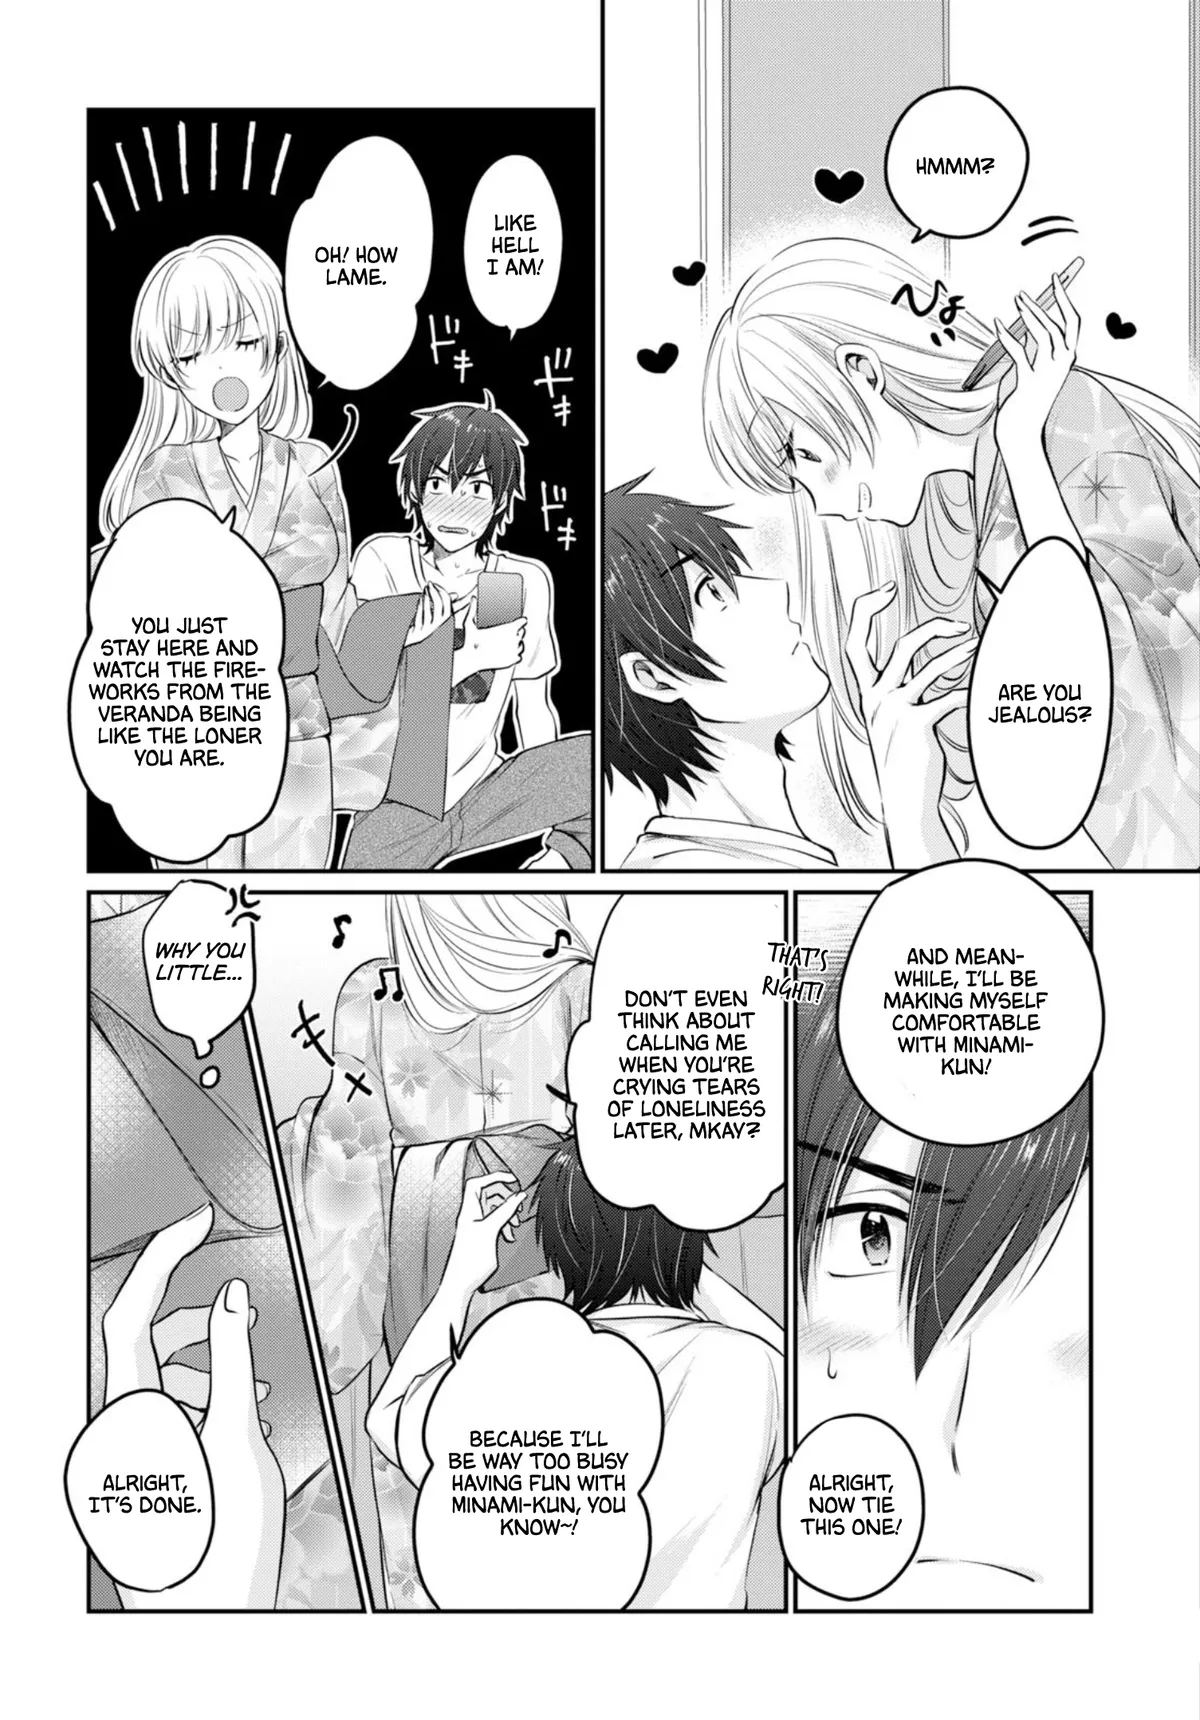 HMMM?
ひょ
ARE YOU
JEALOUS?
LIKE
HELL
I AM!
OH! HOW
LAME.
ドキ
ドキ
ドキ
YOU JUST
STAY HERE AND
WATCH THE FIRE-
WORKS FROM THE
VERANDA BEING
LIKE THE LONER
YOU ARE.
AND MEAN-
WHILE, I'LL BE
MAKING MYSELF
COMFORTABLE
WITH MINAMI-
KUN!
ALRIGHT,
NOW TIE
THIS ONE!
THAT'S
RIGHT!
DON'T EVEN
THINK ABOUT
CALLING ME
WHEN YOU'RE
CRYING TEARS
OF LONELINESS
LATER, MKAY?
BECAUSE I'LL
BE WAY TOO BUSY
HAVING FUN WITH
MINAMI-KUN, YOU
KNOW~!
WHY YOU
LITTLE...
ALRIGHT,
IT'S DONE.